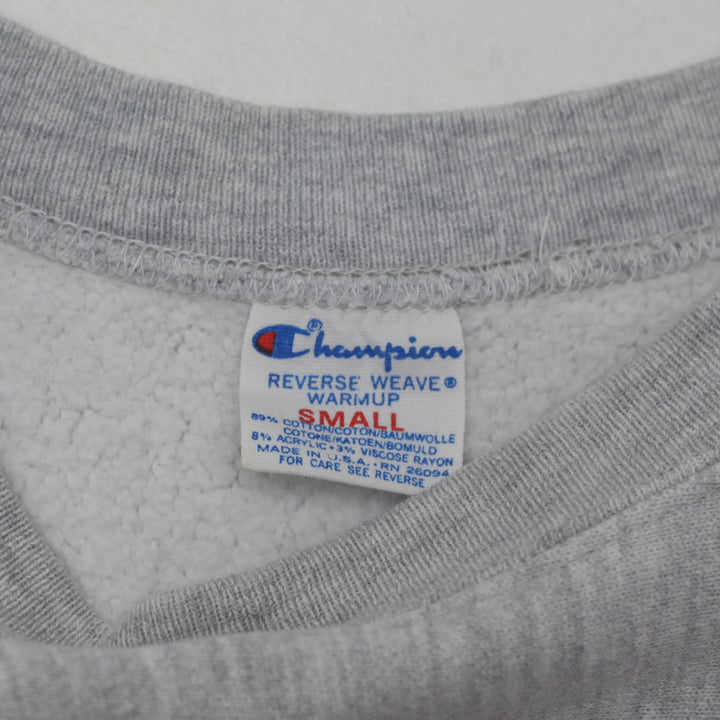 Champion®
REVERSE WEAVE®
WARMUP
SMALL
89% COTTON/COTON/BAUMWOLLE
COTONE/KATOEN/BOMULD
8% ACRYLIC • 3% VISCOSE RAYON
MADE IN U.S.A. • RN 26094
FOR CARE SEE REVERSE